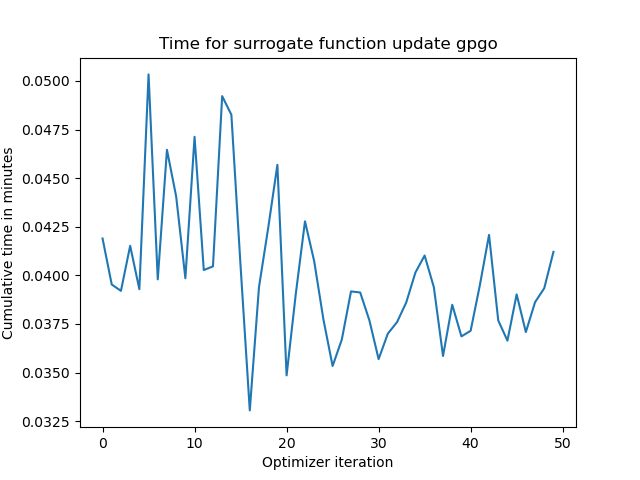 Time for surrogate function update gpgo
0.0500
0.0475
0.0450
0.0425
0.0400
0.0375
0.0350
0.0325
Cumulative time in minutes
0 10 20 30 40 50
Optimizer iteration